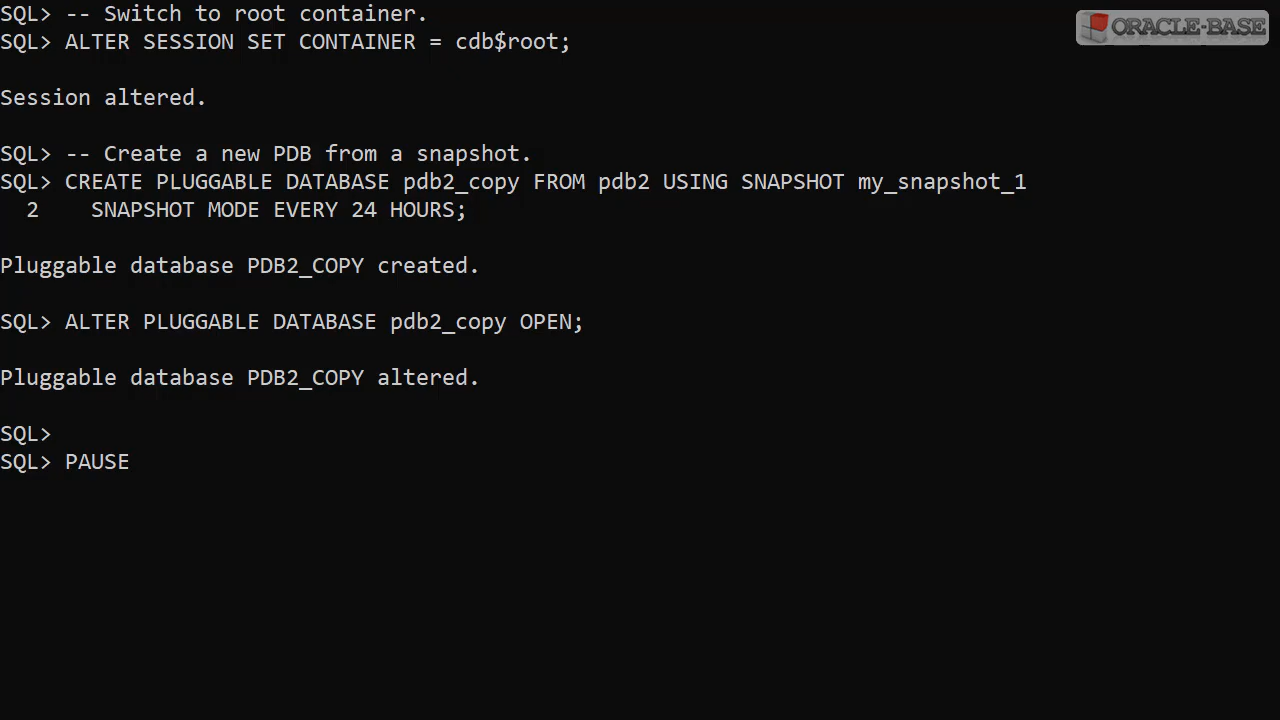 SQL> -- Switch to root container.
SQL> ALTER SESSION SET CONTAINER = cdb$root;
ORACLE-BASE
Session altered.
SQL> -- Create a new PDB from a snapshot.
SQL> CREATE PLUGGABLE DATABASE pdb2_copy FROM pdb2 USING SNAPSHOT my_snapshot_1
  2    SNAPSHOT MODE EVERY 24 HOURS;
Pluggable database PDB2_COPY created.
SQL> ALTER PLUGGABLE DATABASE pdb2_copy OPEN;
Pluggable database PDB2_COPY altered.
SQL>
SQL> PAUSE